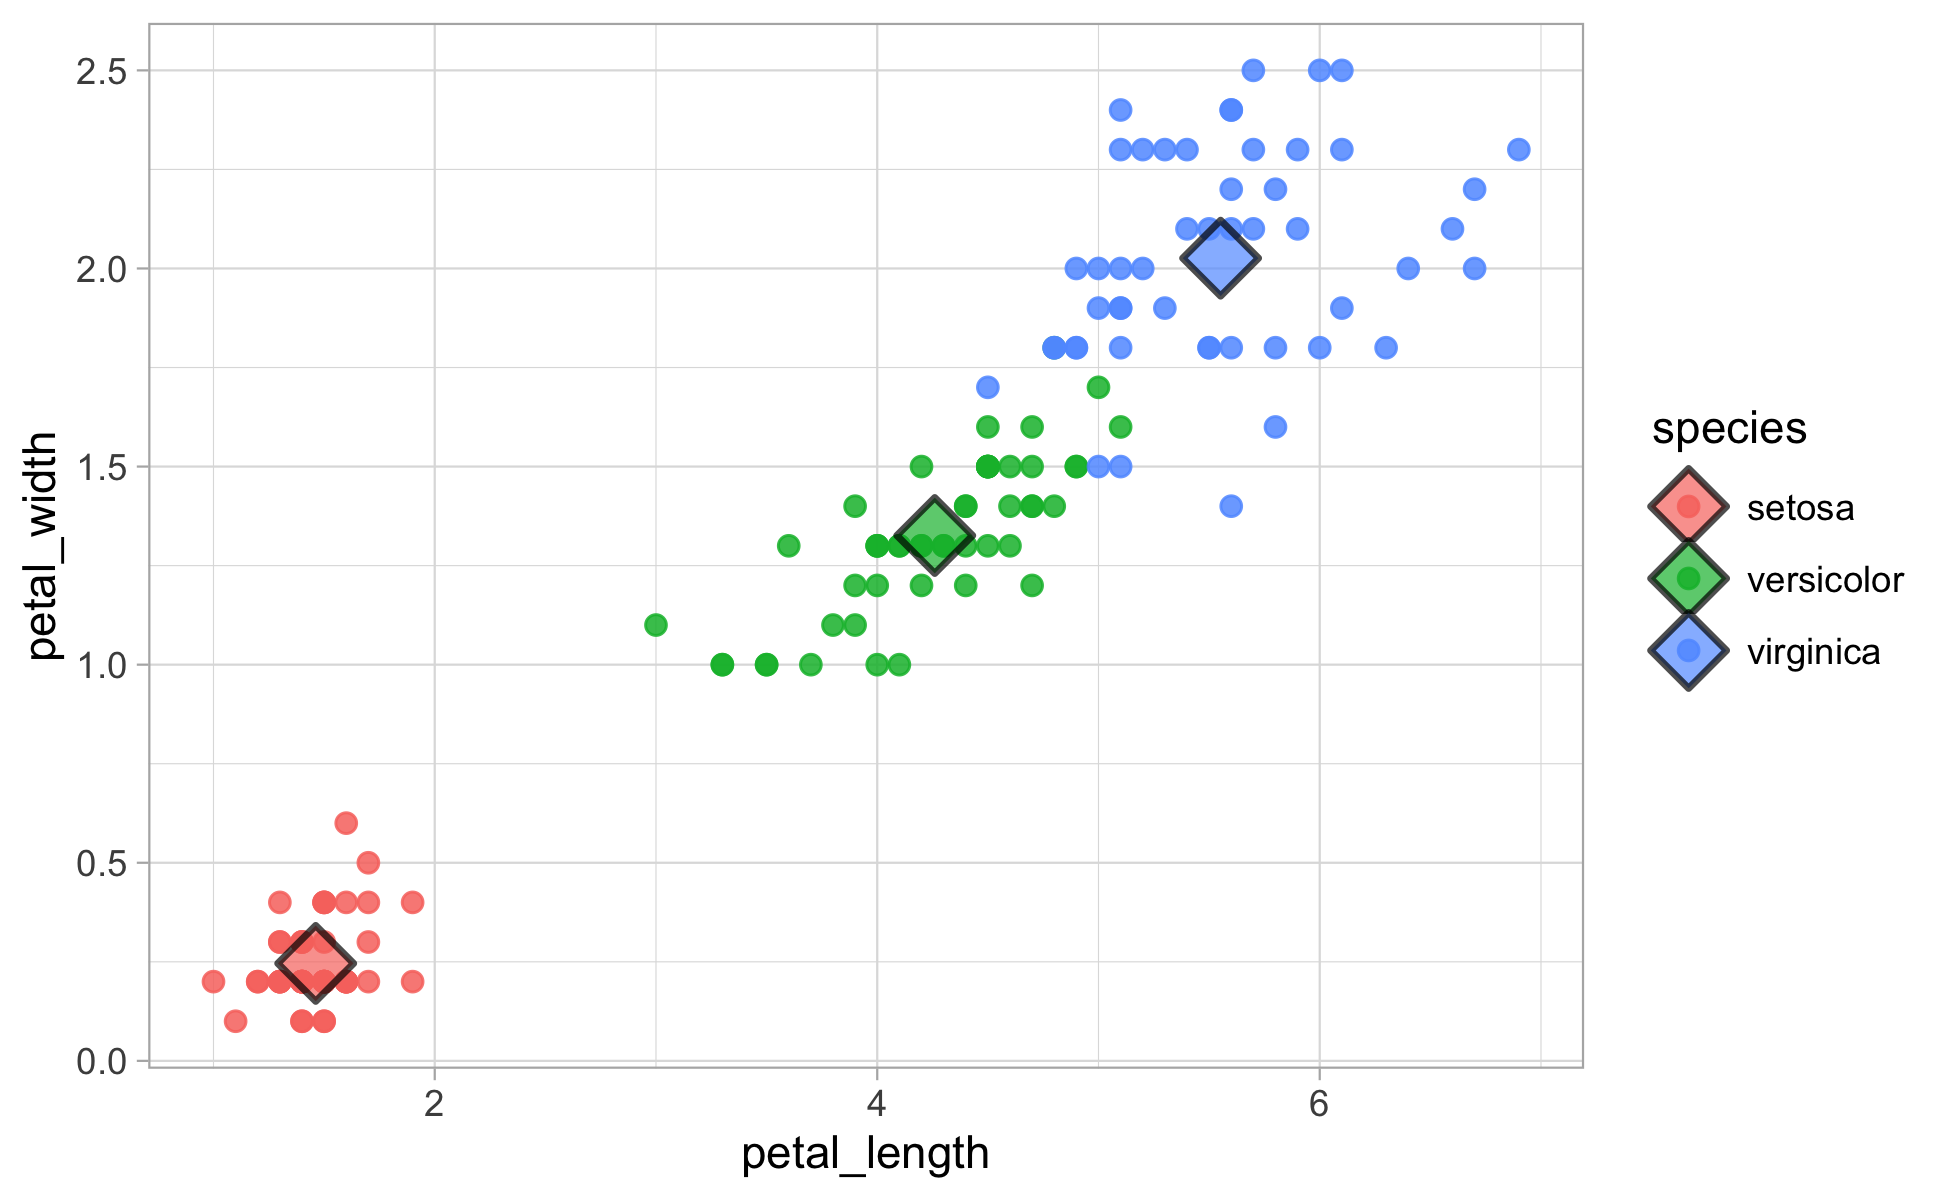 2.5
2.0
1.5
1.0
0.5
0.0
petal_width
2 4 6
petal_length
species
setosa
versicolor
virginica